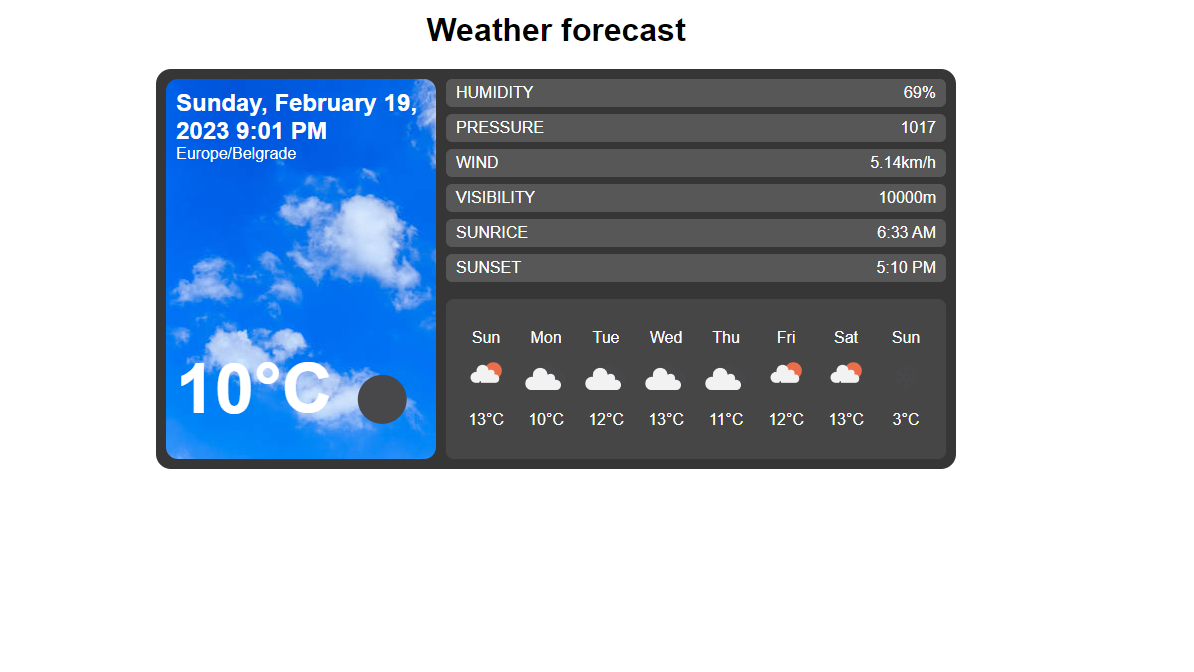 Weather forecast
Sunday, February 19,
2023 9:01 PM
Europe/Belgrade
10°C
HUMIDITY 69%
PRESSURE 1017
WIND 5.14km/h
VISIBILITY 10000m
SUNRICE 6:33 AM
SUNSET 5:10 PM
Sun Mon Tue Wed Thu Fri Sat Sun
13°C 10°C 12°C 13°C 11°C 12°C 13°C 3°C